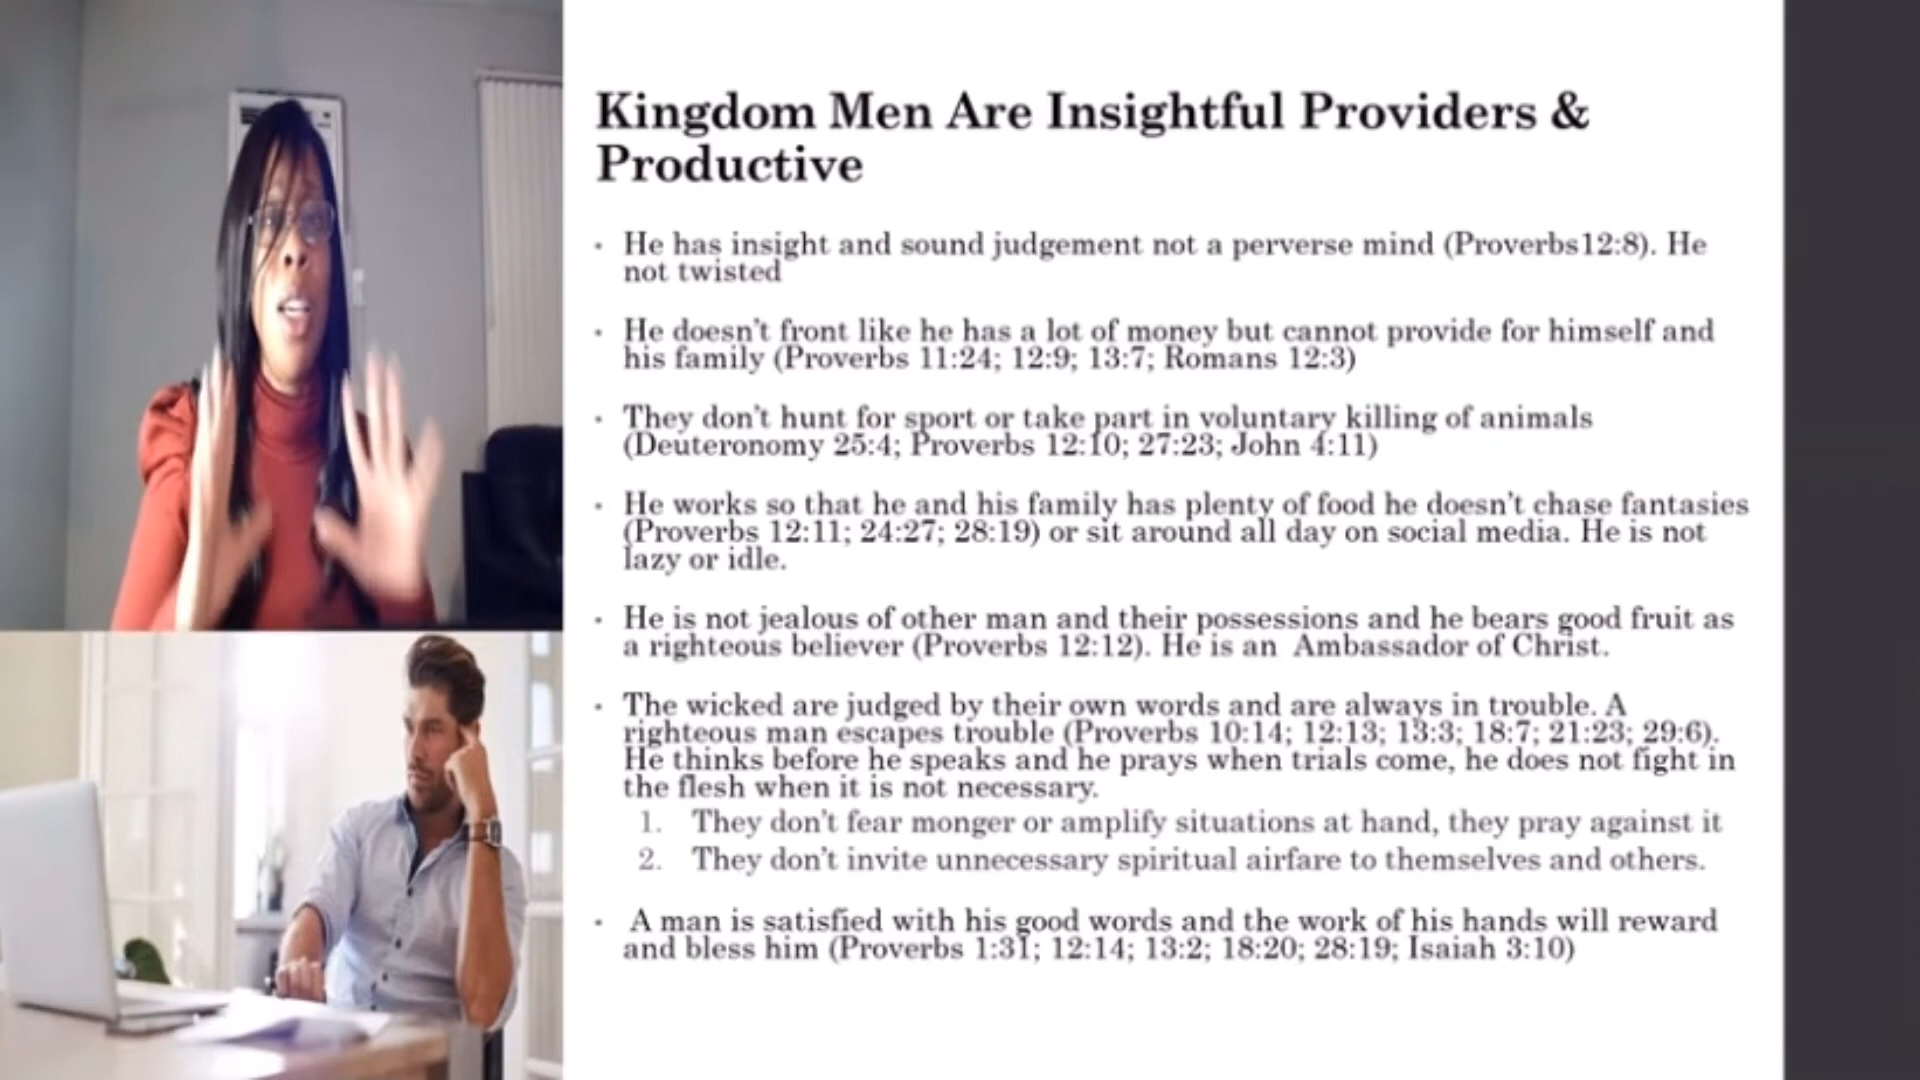 Kingdom Men Are Insightful Providers &
Productive
• He has insight and sound judgement not a perverse mind (Proverbs12:8). He
not twisted
• He doesn't front like he has a lot of money but cannot provide for himself and
his family (Proverbs 11:24; 12:9; 13:7; Romans 12:3)
• They don't hunt for sport or take part in voluntary killing of animals
(Deuteronomy 25:4; Proverbs 12:10; 27:23; John 4:11)
• He works so that he and his family has plenty of food he doesn't chase fantasies
(Proverbs 12:11; 24:27; 28:19) or sit around all day on social media. He is not
lazy or idle.
• He is not jealous of other man and their possessions and he bears good fruit as
a righteous believer (Proverbs 12:12). He is an Ambassador of Christ.
• The wicked are judged by their own words and are always in trouble. A
righteous man escapes trouble (Proverbs 10:14; 12:13; 13:3; 18:7; 21:23; 29:6).
He thinks before he speaks and he prays when trials come, he does not fight in
the flesh when it is not necessary.
1. They don't fear monger or amplify situations at hand, they pray against it
2. They don't invite unnecessary spiritual airfare to themselves and others.
• A man is satisfied with his good words and the work of his hands will reward
and bless him (Proverbs 1:31; 12:14; 13:2; 18:20; 28:19; Isaiah 3:10)